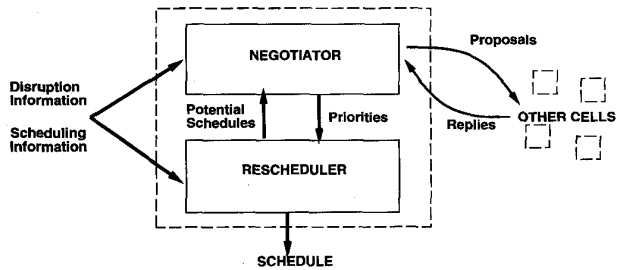 NEGOTIATOR
Proposals
Disruption
Information
Potential
Schedules
Priorities
Replies
OTHER CELLS
Scheduling
Information
RESCHEDULER
SCHEDULE